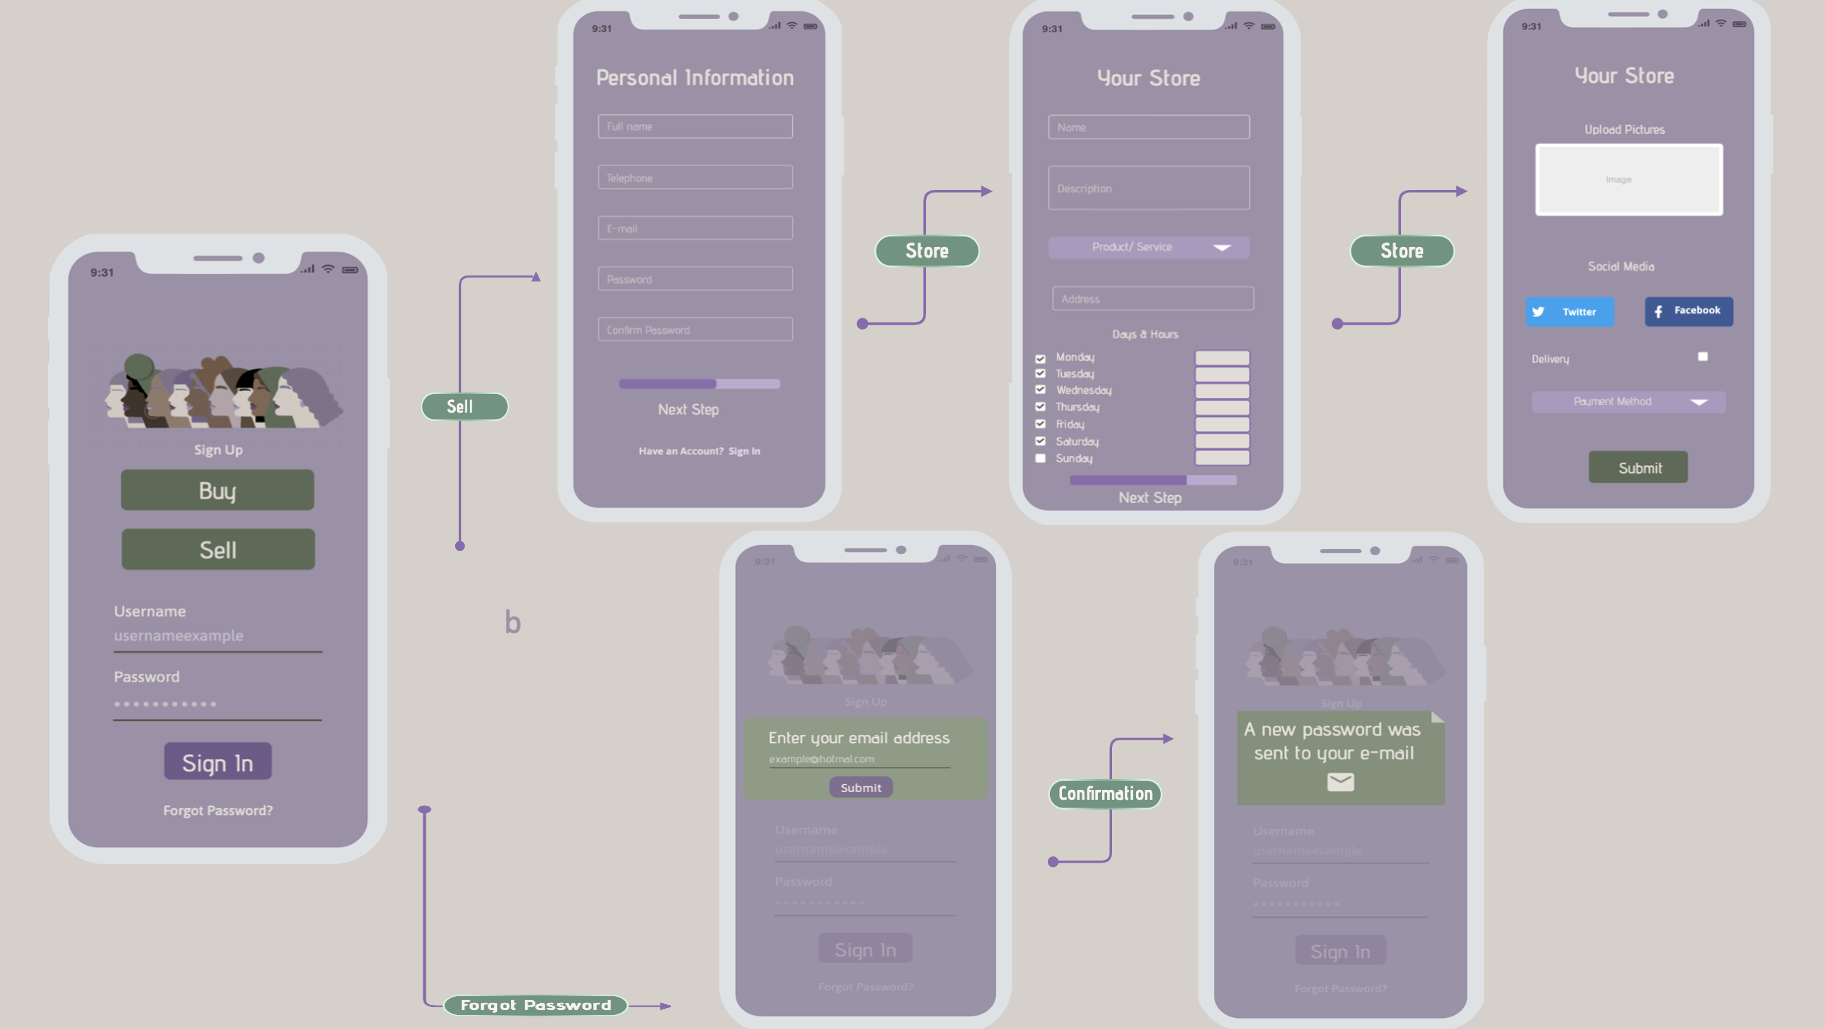 9:31
Sign Up
Buy
Sell
Username
usernameexample
Password
Sign In
Forgot Password?
Sell
9:31
Personal Information
Full name
Telephone
E-mail
Password
Confirm Password
Next Step
Have an Account? Sign In
Store
9:31
Your Store
Name
Description
Product/ Service
Address
Days & Hours
Monday
Tuesday
Wednesday
Thursday
Friday
Saturday
Sunday
Next Step
Store
9:31
Your Store
Upload Pictures
Image
Social Media
Twitter
Facebook
Delivery
Payment Method
Submit
b
Forgot Password
9:31
Sign Up
Enter your email address
example@hotmal.com
Submit
Username
usernameexample
Password
Sign In
Forgot Password?
Confirmation
9:31
Sign Up
A new password was
sent to your e-mail
Username
usernameexample
Password
Sign In
Forgot Password?